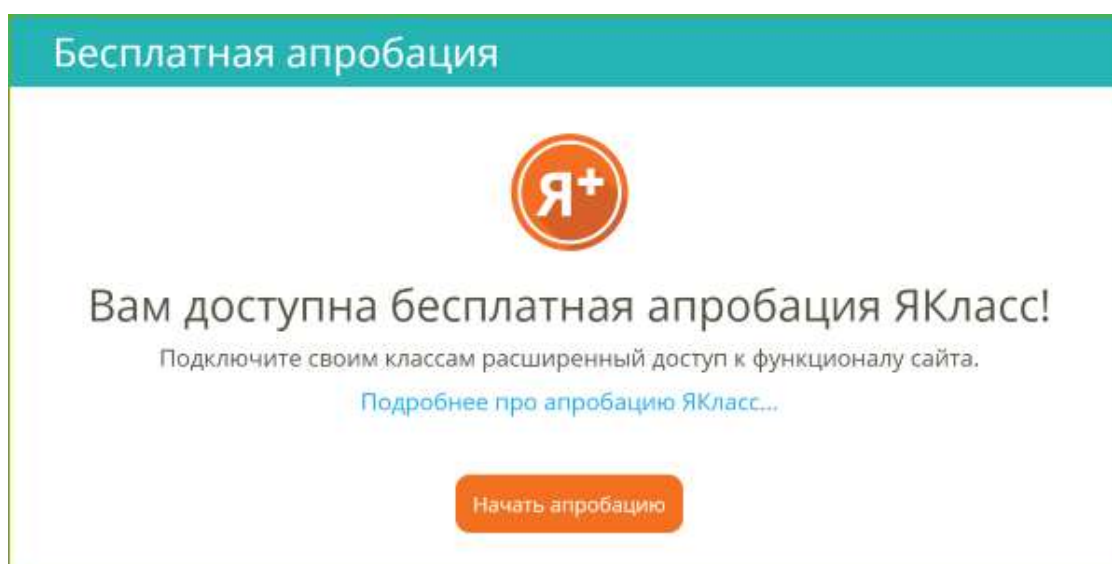 Бесплатная апробация
Я+
Вам доступна бесплатная апробация ЯКласс!
Подключите своим классам расширенный доступ к функционалу сайта.
Подробнее про апробацию ЯКласс...
Начать апробацию